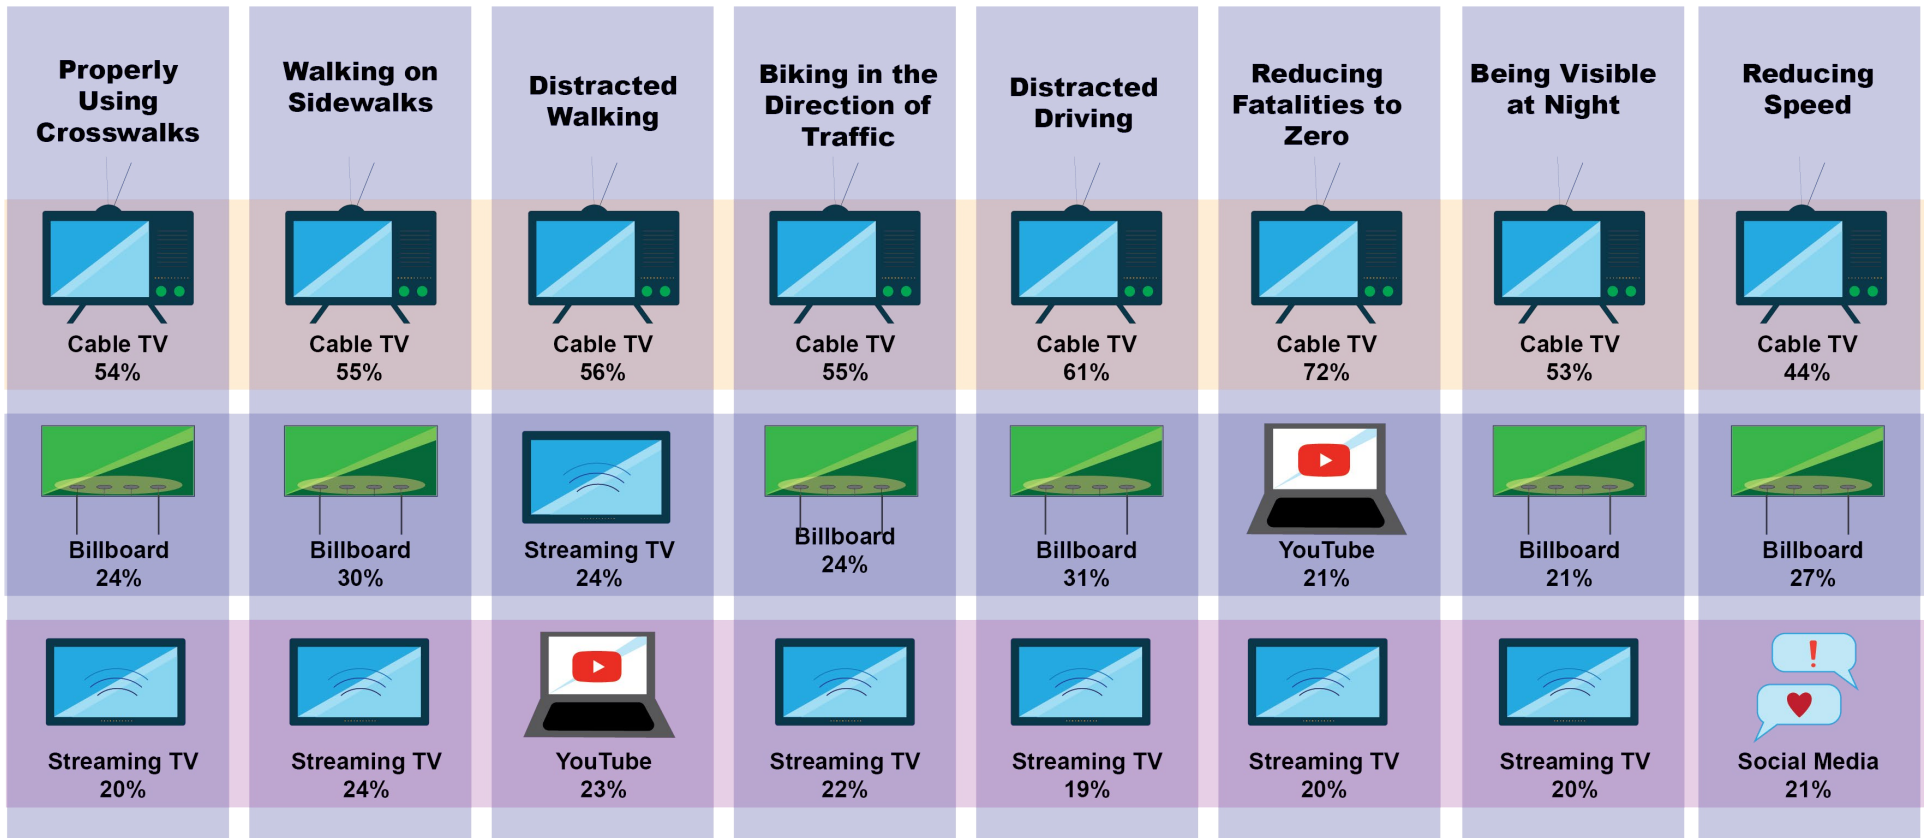 Properly
Using
Crosswalks
Walking on
Sidewalks
Distracted
Walking
Biking in the
Direction of
Traffic
Distracted
Driving
Reducing
Fatalities to
Zero
Being Visible
at Night
Reducing
Speed
Cable TV
54%
Cable TV
55%
Cable TV
56%
Cable TV
55%
Cable TV
61%
Cable TV
72%
Cable TV
53%
Cable TV
44%
Billboard
24%
Billboard
30%
Streaming TV
24%
Billboard
24%
Billboard
31%
YouTube
21%
Billboard
21%
Billboard
27%
Streaming TV
20%
Streaming TV
24%
YouTube
23%
Streaming TV
22%
Streaming TV
19%
Streaming TV
20%
Streaming TV
20%
!
Social Media
21%